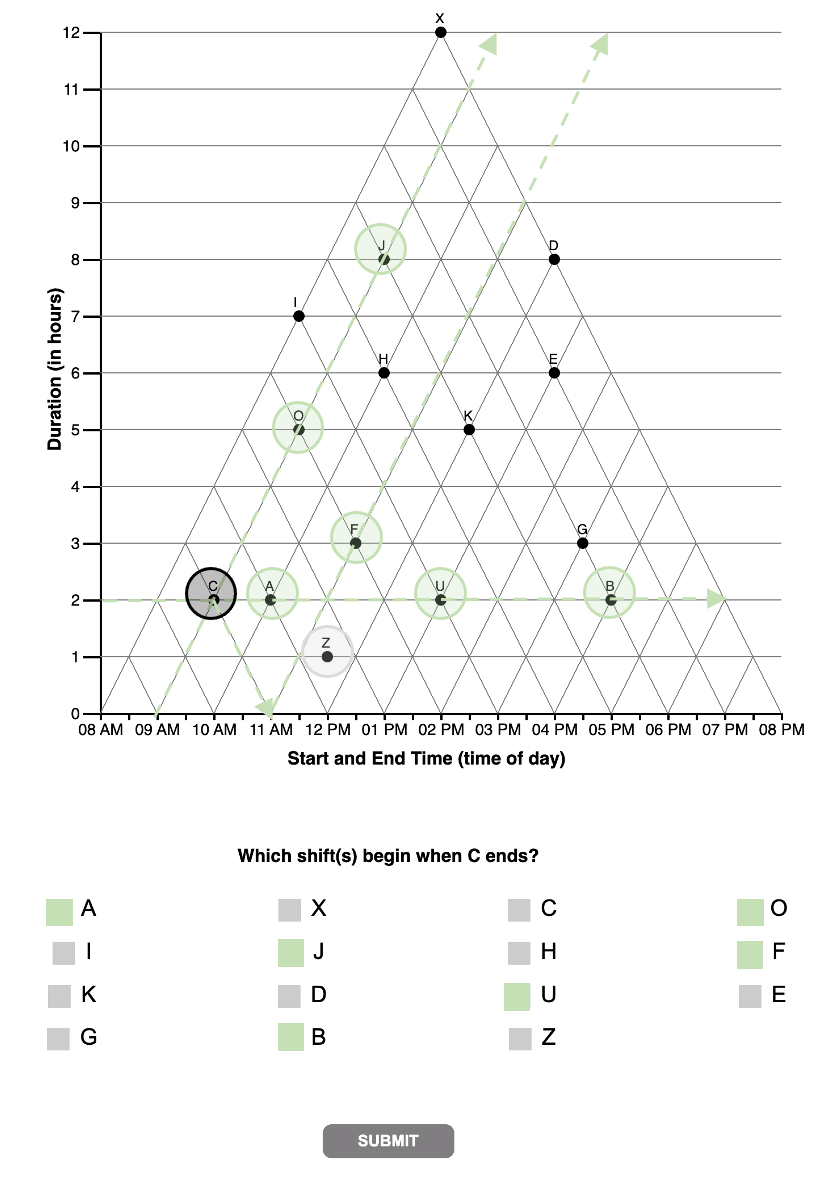 X
12
11
10
9
J
D
8
I
7
H
E
6
O
K
5
4
F
G
3
C
A
U
B
2
Z
1
0
Duration (in hours)
08 AM 09 AM 10 AM 11 AM 12 PM 01 PM 02 PM 03 PM 04 PM 05 PM 06 PM 07 PM 08 PM
Start and End Time (time of day)
Which shift(s) begin when C ends?
A X C O
I J H F
K D U E
G B Z
SUBMIT